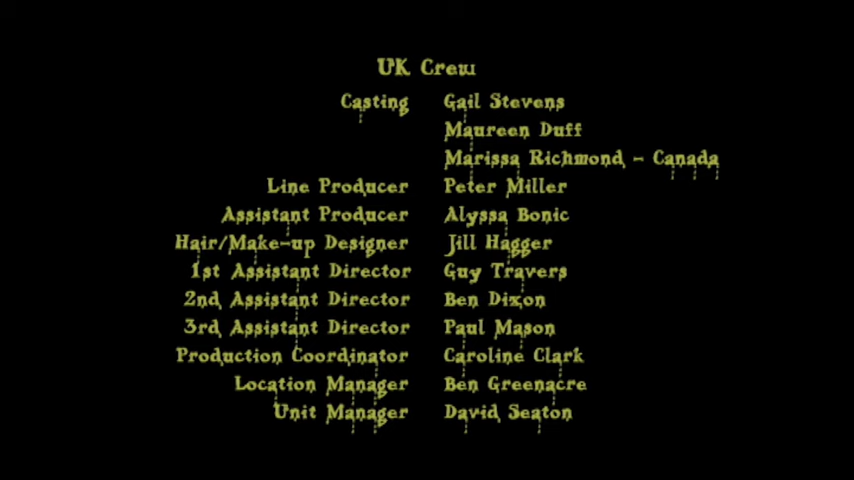 UK Crew
Casting Gail Stevens
Maureen Duff
Marissa Richmond - Canada
Line Producer Peter Miller
Assistant Producer Alyssa Bonic
Hair/Make-up Designer Jill Hagger
1st Assistant Director Guy Travers
2nd Assistant Director Ben Dixon
3rd Assistant Director Paul Mason
Production Coordinator Caroline Clark
Location Manager Ben Greenacre
Unit Manager David Seaton